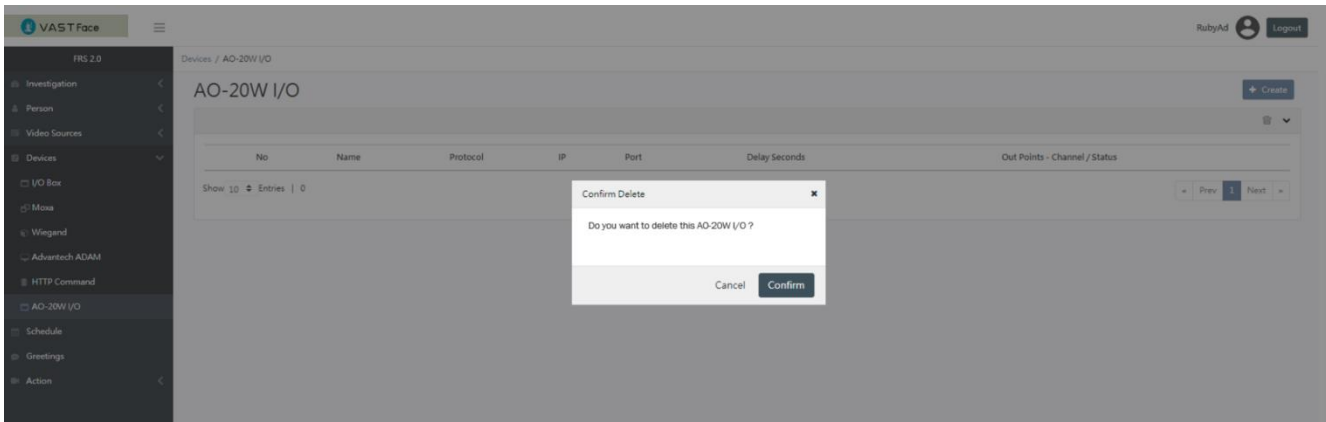 VAST Face
RubyAd
Logout
FRS 2.0
Devices / AO-20W I/O
Investigation
Person
Video Sources
Devices
I/O Box
Moxa
Wiegand
Advantech ADAM
HTTP Command
AO-20W I/O
Schedule
Greetings
Action
AO-20W I/O
+ Create
No Name Protocol IP Port Delay Seconds Out Points - Channel / Status
Show 10 Entries | 0
« Prev 1 Next »
Confirm Delete
Do you want to delete this AO-20W I/O ?
Cancel Confirm